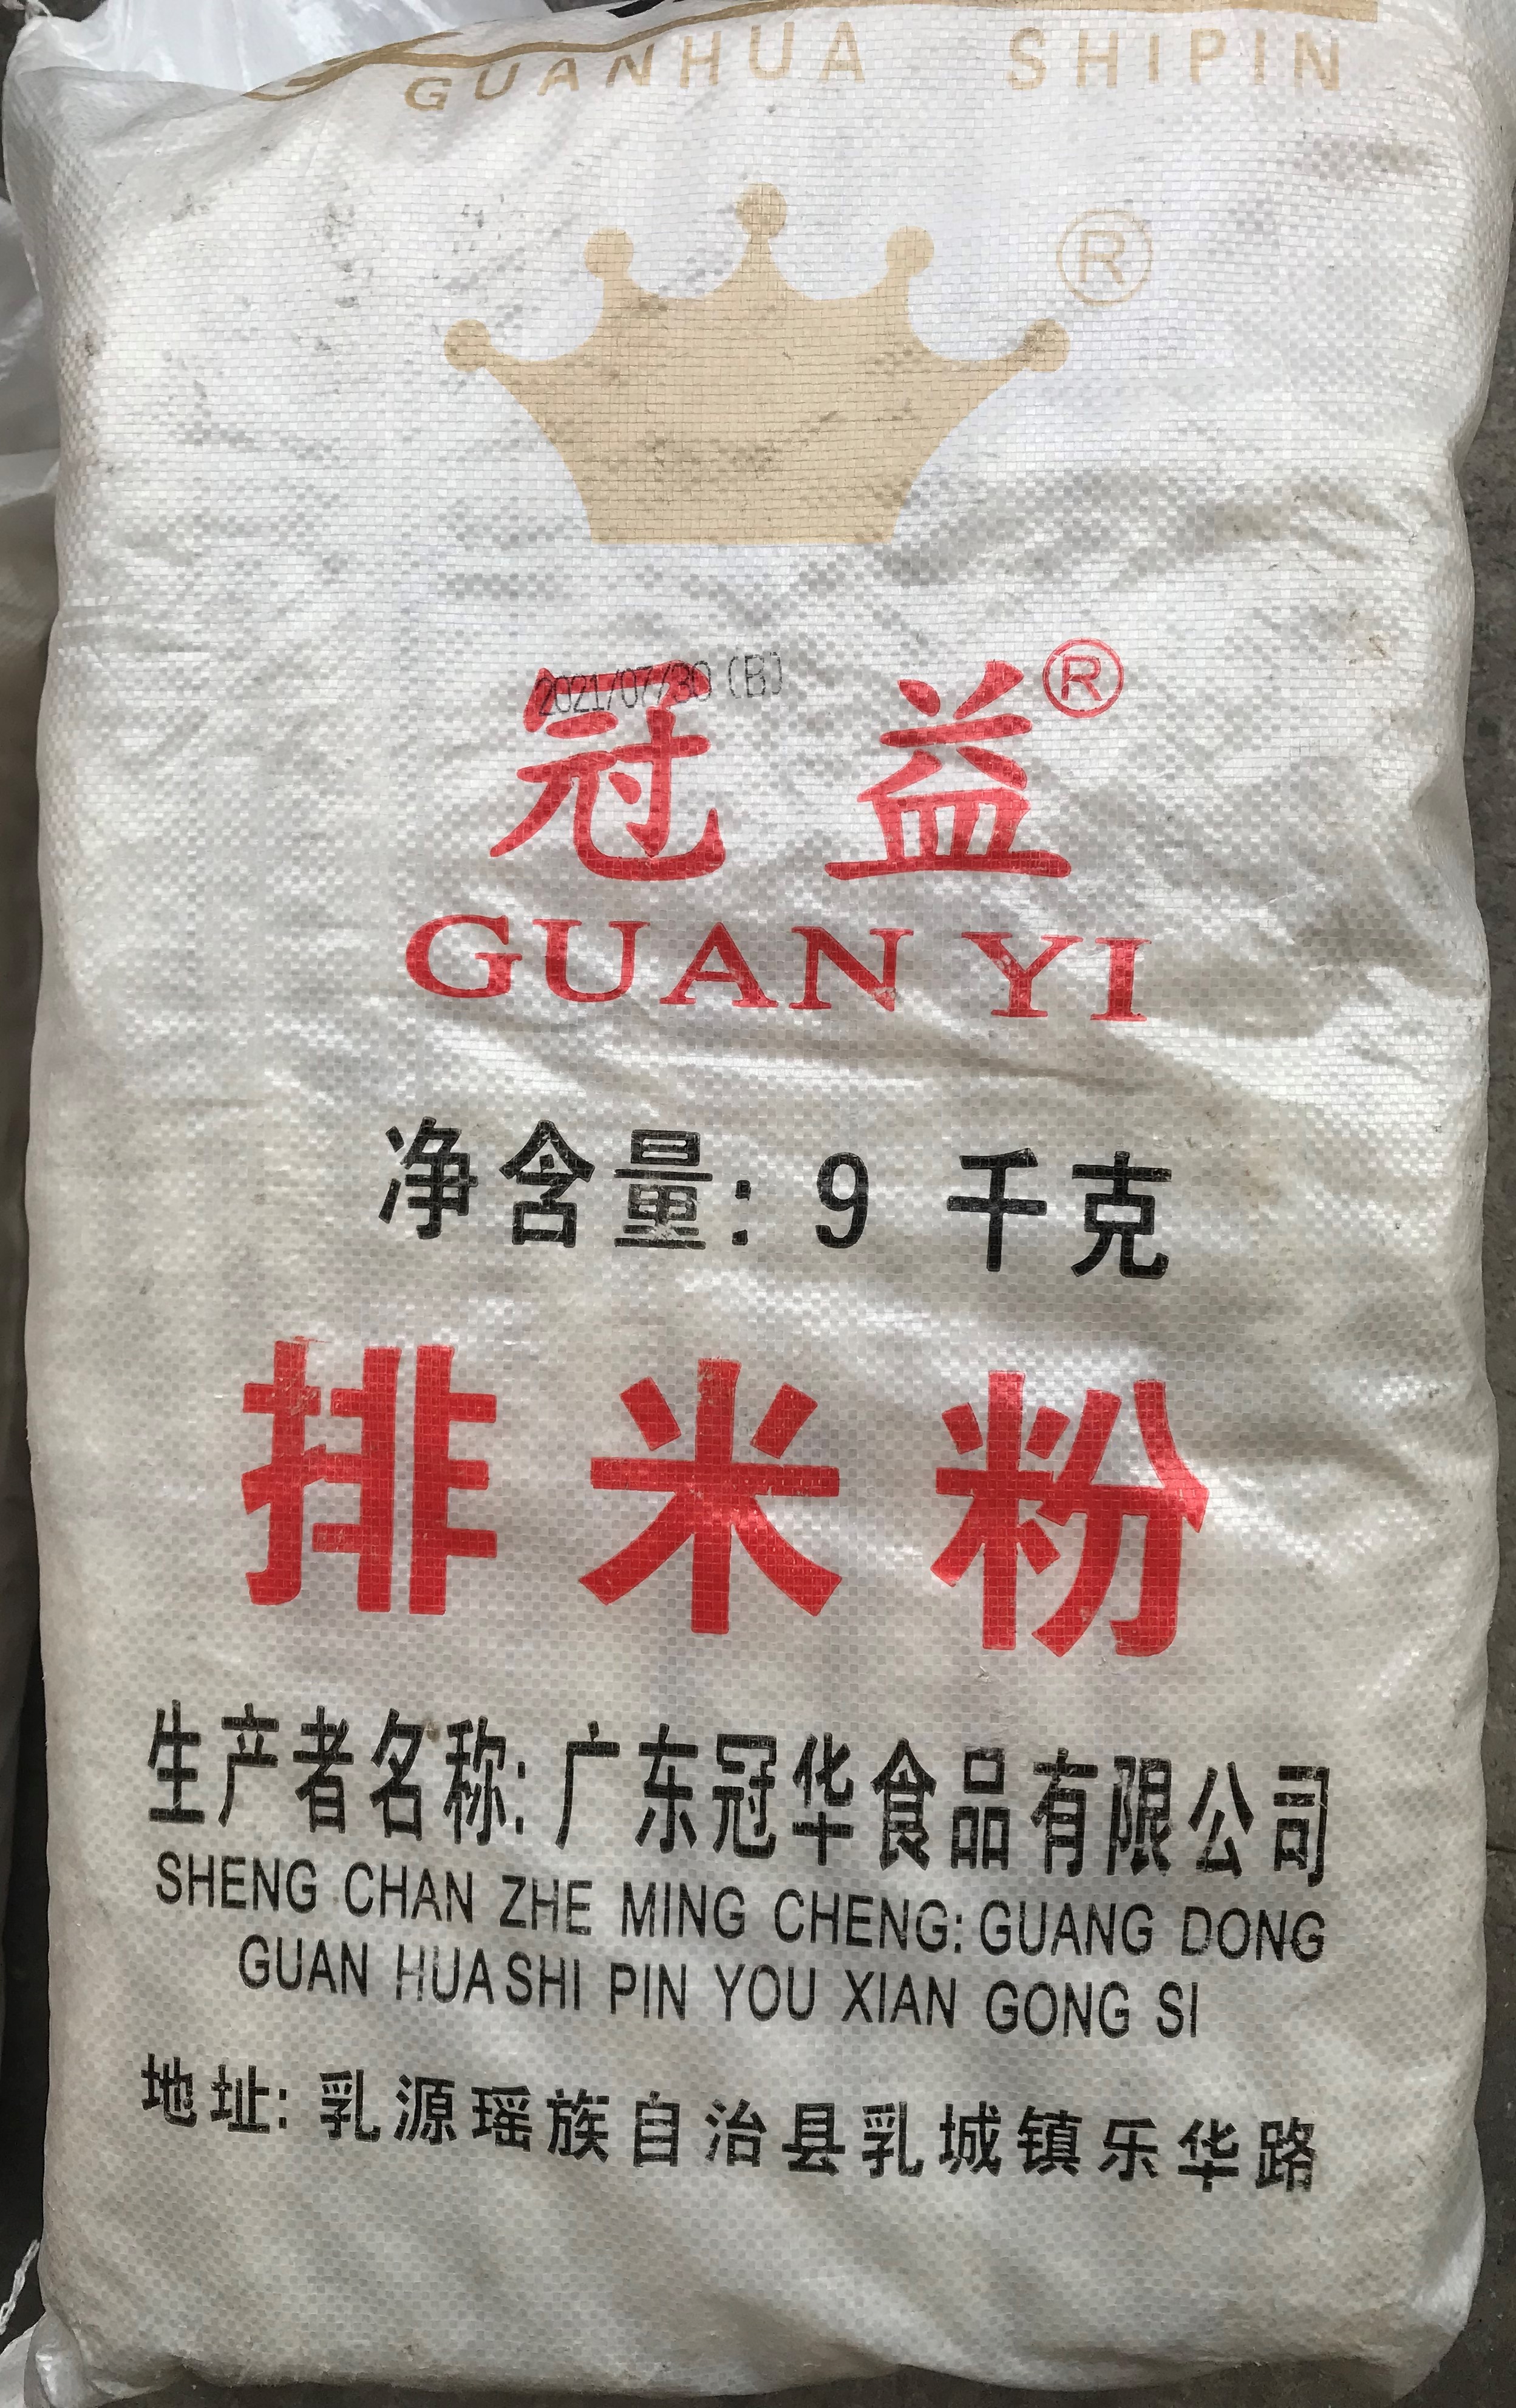 GUANHUA SHIPIN
®
2021/07/30 (B)
冠益®
GUAN YI
净含量: 9 千克
排米粉
生产者名称: 广东冠华食品有限公司
SHENG CHAN ZHE MING CHENG: GUANG DONG
GUAN HUA SHI PIN YOU XIAN GONG SI
地址: 乳源瑶族自治县乳城镇乐华路